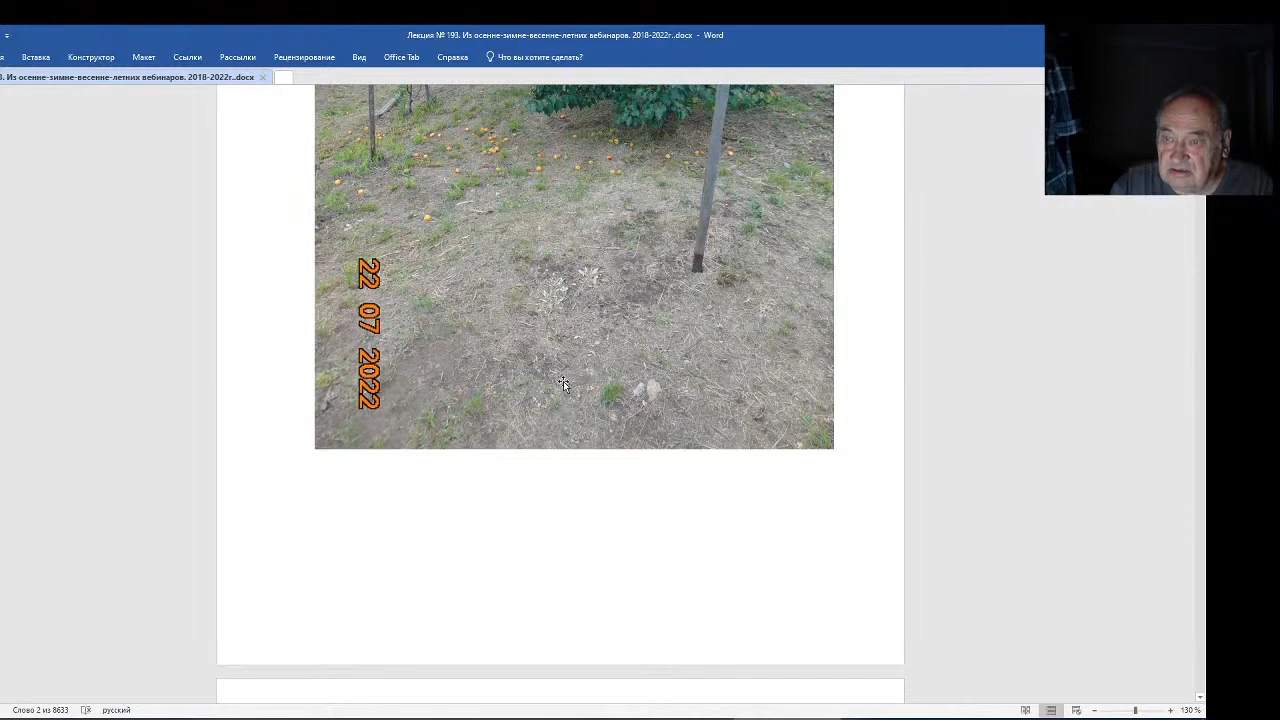 Лекция № 193. Из осенне-зимне-весенне-летних вебинаров. 2018-2022г..docx - Word
Вставка Конструктор Макет Ссылки Рассылки Рецензирование Вид Office Tab Справка Что вы хотите сделать?
3. Из осенне-зимне-весенне-летних вебинаров. 2018-2022г..docx
22 07 2022
Слово 2 из 8633 русский 130 %